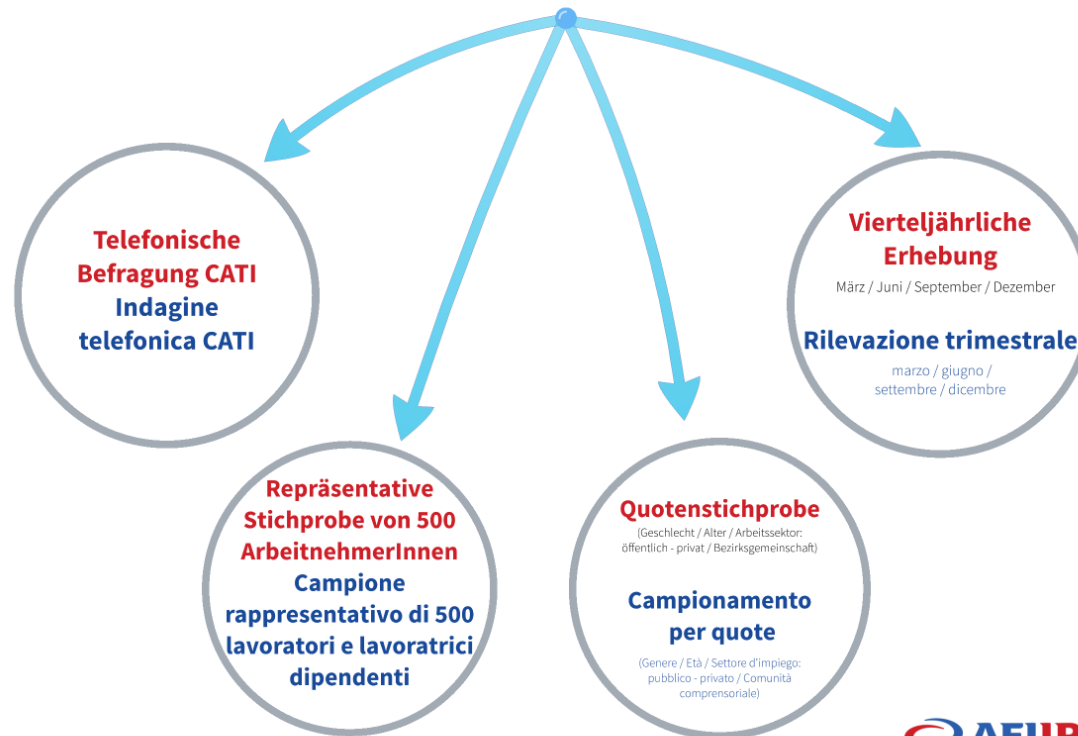 Telefonische
Befragung CATI
Indagine
telefonica CATI
Repräsentative
Stichprobe von 500
ArbeitnehmerInnen
Campione
rappresentativo di 500
lavoratori e lavoratrici
dipendenti
Quotenstichprobe
(Geschlecht / Alter / Arbeitssektor:
öffentlich - privat / Bezirksgemeinschaft)
Campionamento
per quote
(Genere / Età / Settore d'impiego:
pubblico - privato / Comunità
comprensoriale)
Vierteljährliche
Erhebung
März / Juni / September / Dezember
Rilevazione trimestrale
marzo / giugno /
settembre / dicembre